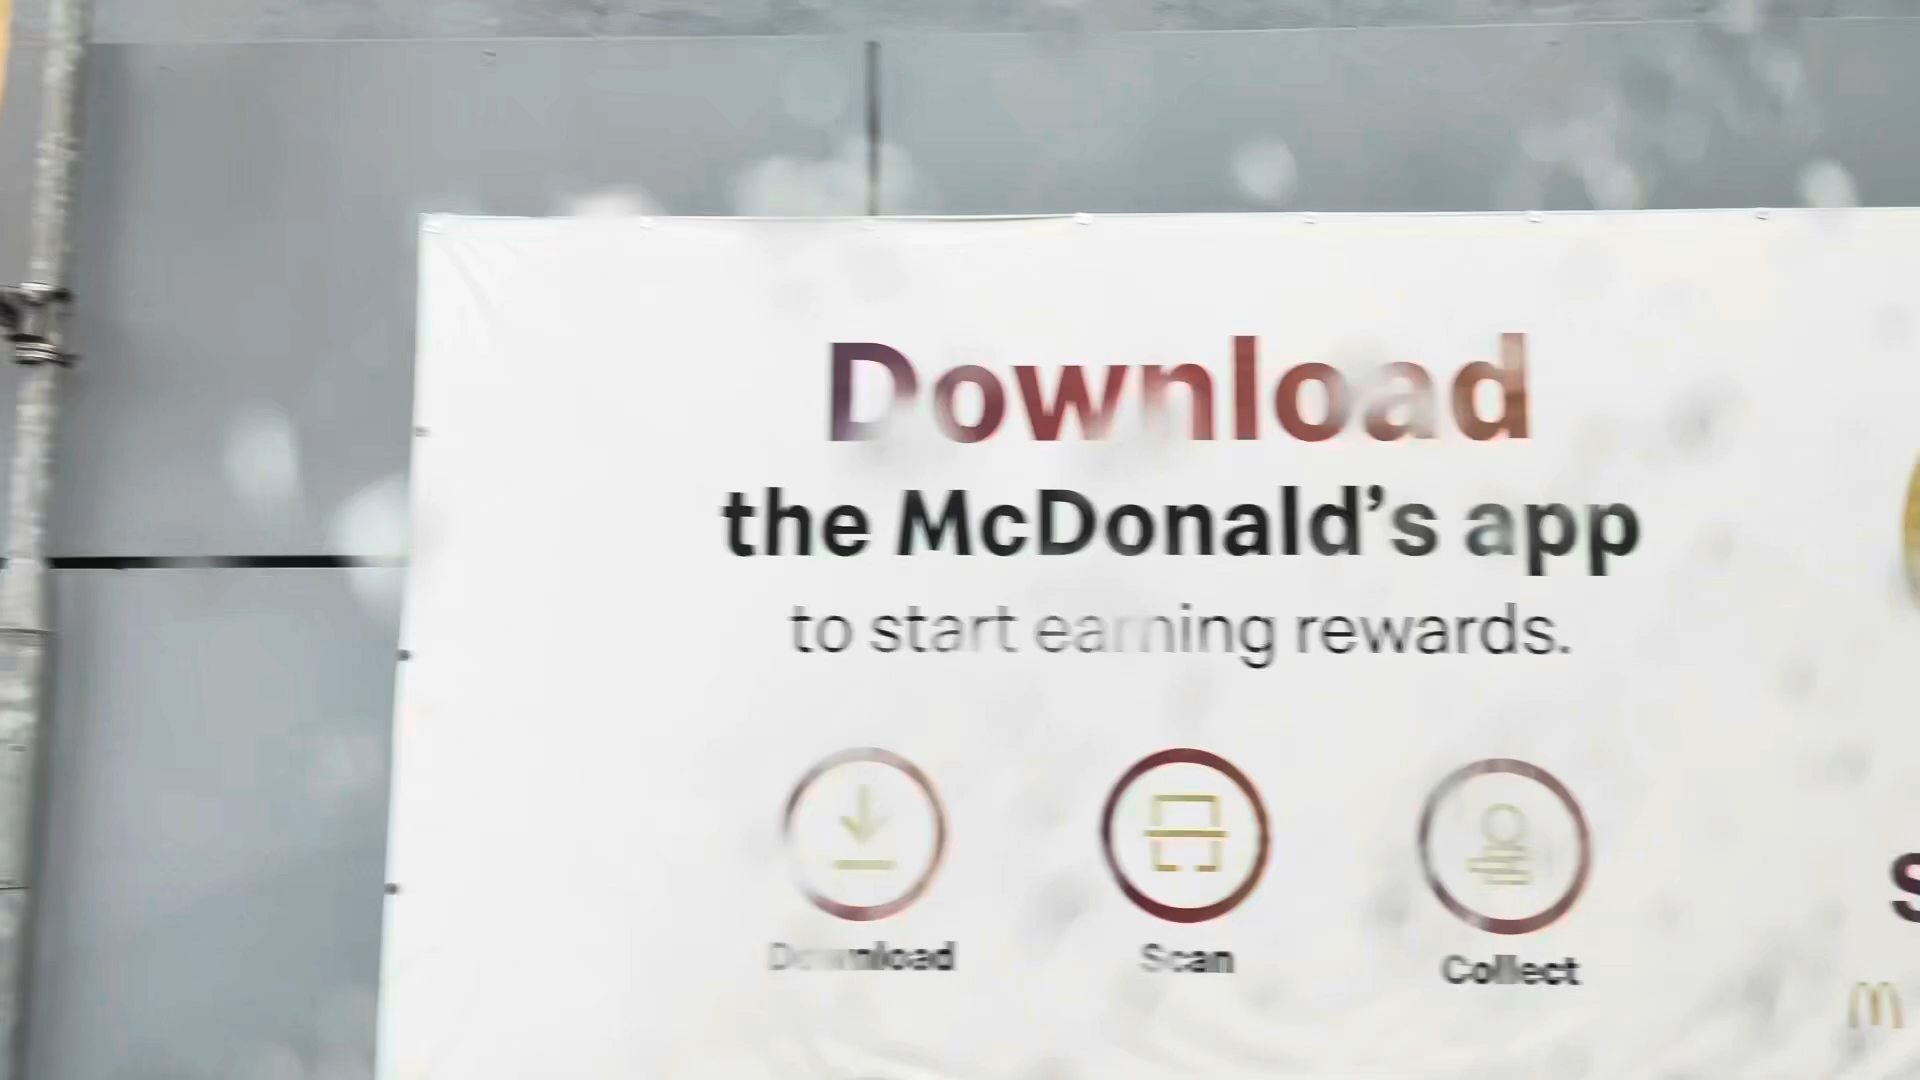 Download
the McDonald's app
to start earning rewards.
Download
Scan
Collect